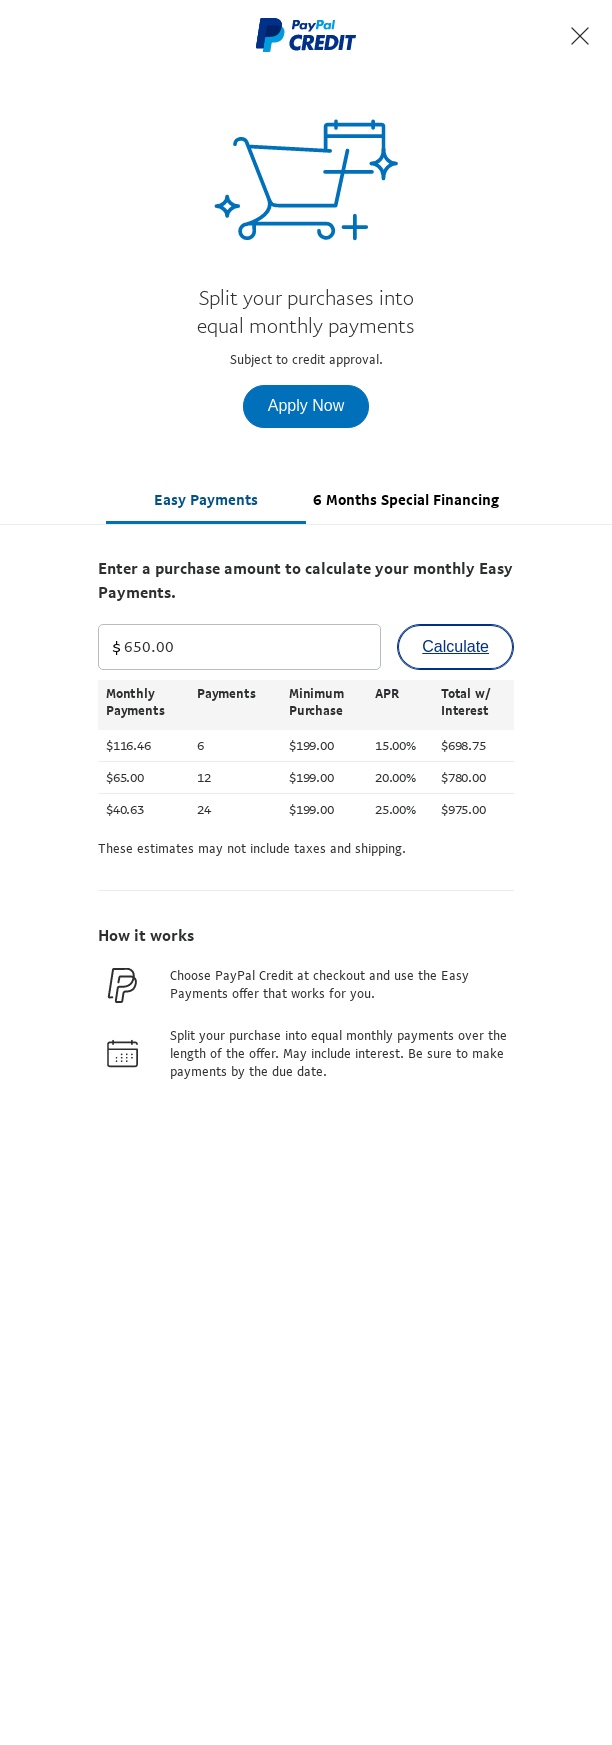 PayPal
CREDIT
Split your purchases into
equal monthly payments
Subject to credit approval.
Apply Now
Easy Payments 6 Months Special Financing
Enter a purchase amount to calculate your monthly Easy
Payments.
$ 650.00 Calculate
Monthly Payments Minimum APR Total w/
Payments Purchase Interest
$116.46 6 $199.00 15.00% $698.75
$65.00 12 $199.00 20.00% $780.00
$40.63 24 $199.00 25.00% $975.00
These estimates may not include taxes and shipping.
How it works
Choose PayPal Credit at checkout and use the Easy
Payments offer that works for you.
Split your purchase into equal monthly payments over the
length of the offer. May include interest. Be sure to make
payments by the due date.